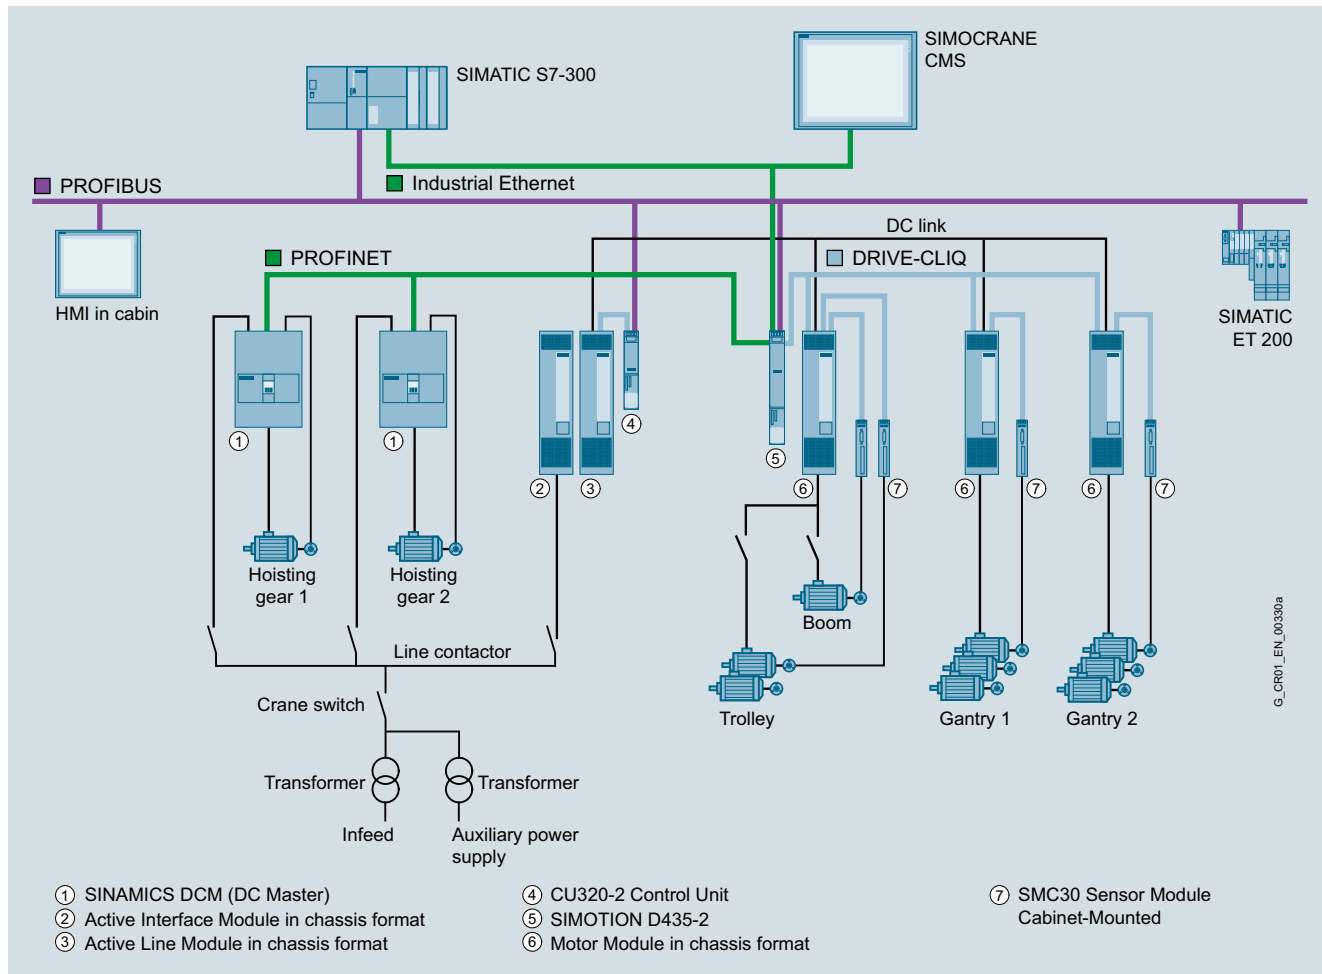 SIMATIC S7-300
SIMOCRANE
CMS
PROFIBUS
Industrial Ethernet
DC link
PROFINET
DRIVE-CLIQ
HMI in cabin
SIMATIC
ET 200
1
1
4
5
2
3
6
7
6
7
6
7
Hoisting
gear 1
Hoisting
gear 2
Boom
Line contactor
Crane switch
Trolley
Gantry 1
Gantry 2
G_CR01_EN_00330a
Transformer
Transformer
Infeed
Auxiliary power
supply
1 SINAMICS DCM (DC Master)
2 Active Interface Module in chassis format
3 Active Line Module in chassis format
4 CU320-2 Control Unit
5 SIMOTION D435-2
6 Motor Module in chassis format
7 SMC30 Sensor Module
Cabinet-Mounted